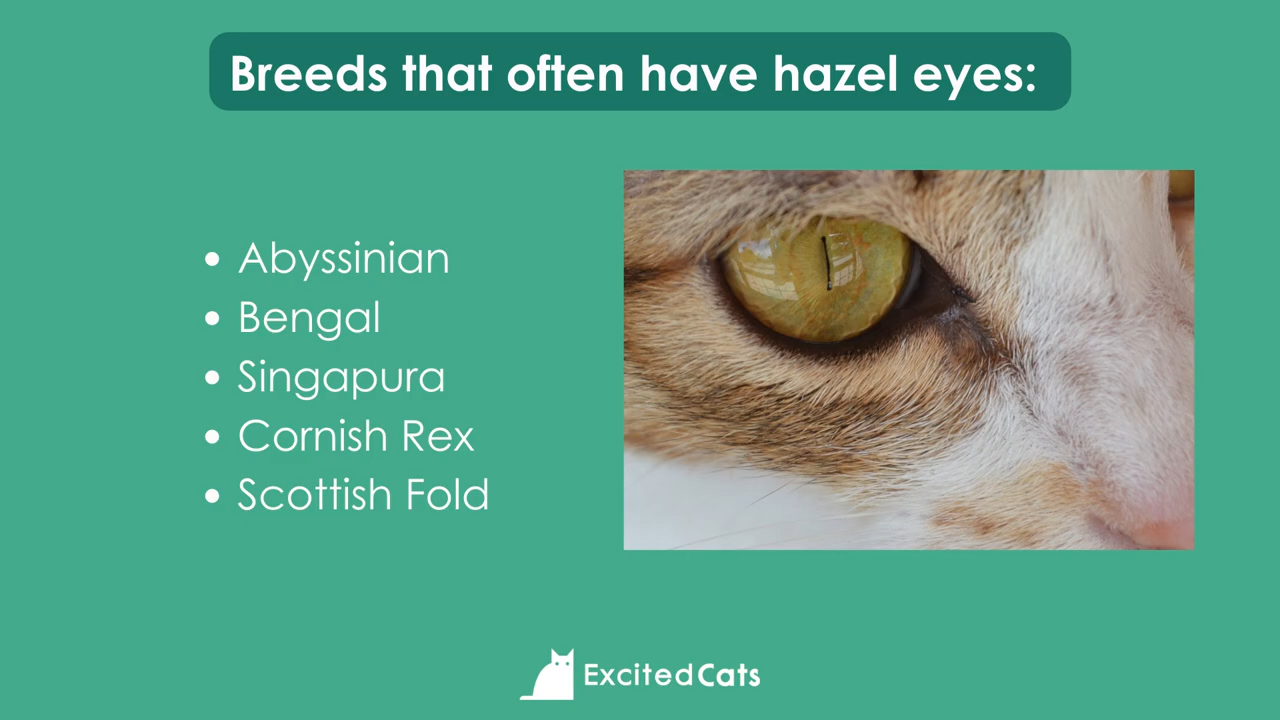 Breeds that often have hazel eyes:
• Abyssinian
• Bengal
• Singapura
• Cornish Rex
• Scottish Fold
ExcitedCats